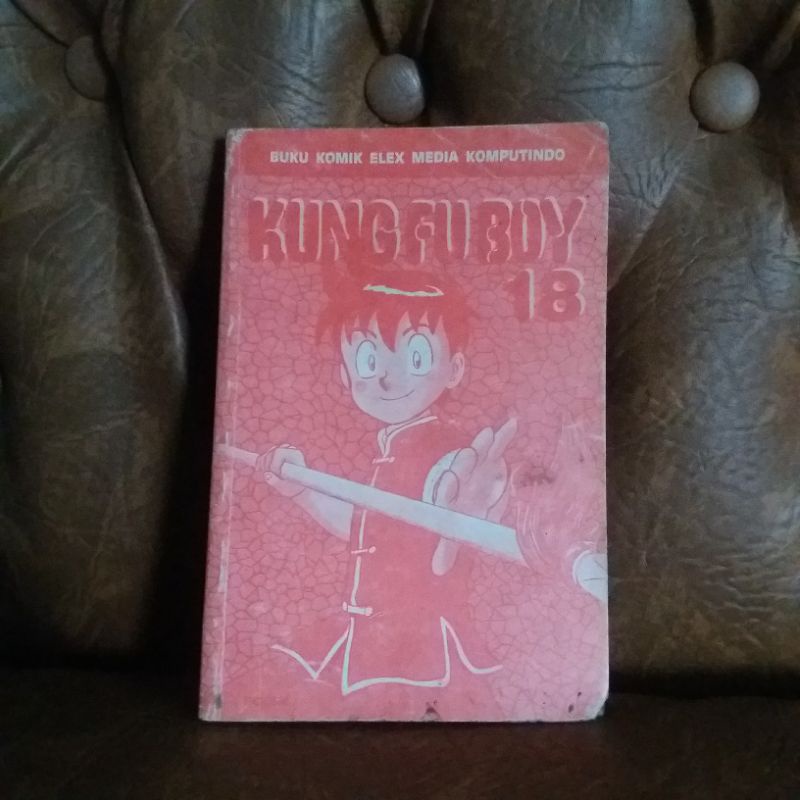 BUKU KOMIK ELEX MEDIA KOMPUTINDO
KUNGFU BOY
18